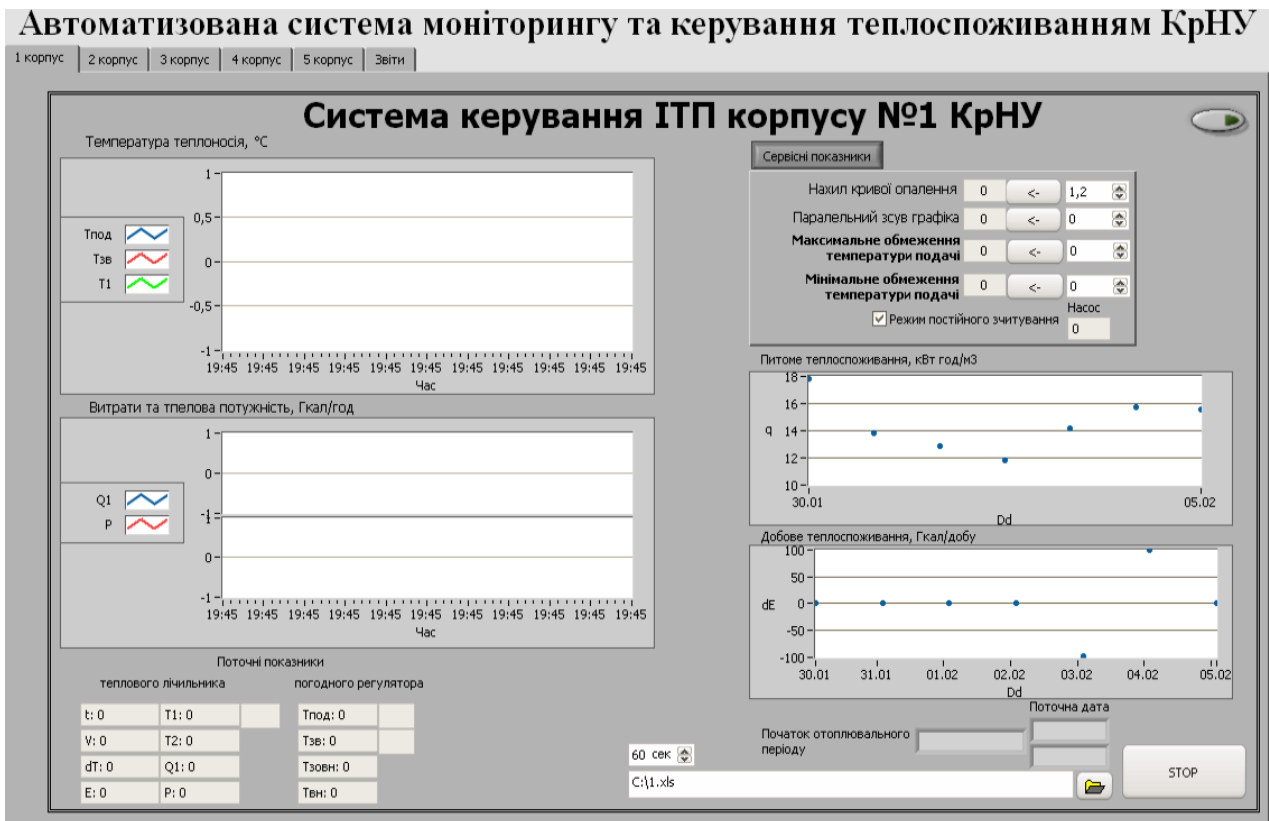 Автоматизована система моніторингу та керування теплоспоживанням КрНУ
1 корпус 2 корпус 3 корпус 4 корпус 5 корпус Звіти
Система керування ІТП корпусу №1 КрНУ
Температура теплоносія, °C
1
0,5
0
-0,5
-1
Тпод
Тзв
Т1
19:45 19:45 19:45 19:45 19:45 19:45 19:45 19:45 19:45 19:45 19:45
Час
Витрати та тпелова потужність, Гкал/год
1
0
-1
1
0
-1
Q1
P
19:45 19:45 19:45 19:45 19:45 19:45 19:45 19:45 19:45 19:45 19:45
Час
Поточні показники
теплового лічильника погодного регулятора
t: 0 T1: 0 Тпод: 0
V: 0 T2: 0 Тзв: 0
dT: 0 Q1: 0 Тзовн: 0
E: 0 P: 0 Твн: 0
Сервісні показники
Нахил кривої опалення 0 <- 1,2
Паралельний зсув графіка 0 <- 0
Максимальне обмеження
температури подачі 0 <- 0
Мінімальне обмеження
температури подачі 0 <- 0
Режим постійного зчитування
Насос
0
Питоме теплоспоживання, кВт год/м3
18
16
14
12
10
q
30.01 05.02
Dd
Добове теплоспоживання, Гкал/добу
100
50
0
-50
-100
dE
30.01 31.01 01.02 02.02 03.02 04.02 05.02
Dd
Поточна дата
Початок отоплювального
періоду
60 сек
C:\1.xls
STOP